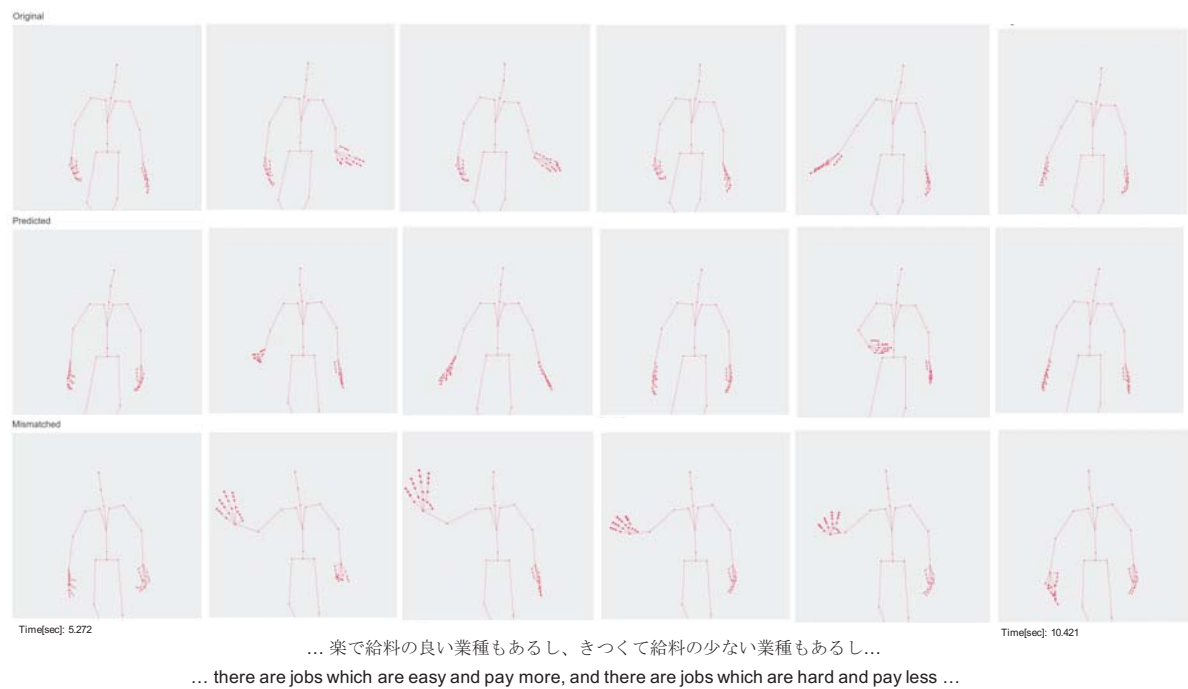 Original
Predicted
Mismatched
Time[sec]: 5.272
Time[sec]: 10.421
... 楽で給料の良い業種もあるし、きつくて給料の少ない業種もあるし...
... there are jobs which are easy and pay more, and there are jobs which are hard and pay less ...